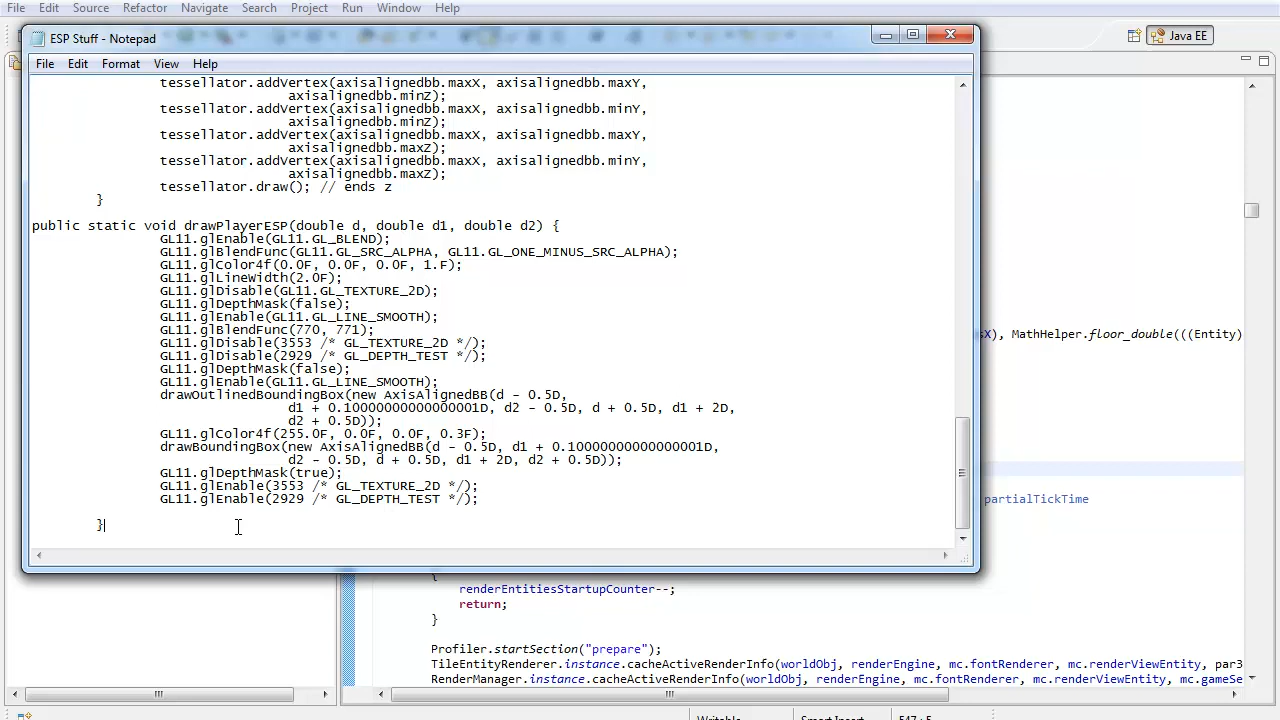 File Edit Source Refactor Navigate Search Project Run Window Help
ESP Stuff - Notepad
Java EE
File Edit Format View Help
tessellator.addVertex(axisalignedbb.maxX, axisalignedbb.maxY,
axisalignedbb.minZ);
tessellator.addVertex(axisalignedbb.maxX, axisalignedbb.minY,
axisalignedbb.minZ);
tessellator.addVertex(axisalignedbb.maxX, axisalignedbb.maxY,
axisalignedbb.maxZ);
tessellator.addVertex(axisalignedbb.maxX, axisalignedbb.minY,
axisalignedbb.maxZ);
tessellator.draw(); // ends z
}
public static void drawPlayerESP(double d, double d1, double d2) {
GL11.glEnable(GL11.GL_BLEND);
GL11.glBlendFunc(GL11.GL_SRC_ALPHA, GL11.GL_ONE_MINUS_SRC_ALPHA);
GL11.glColor4f(0.0F, 0.0F, 0.0F, 1.F);
GL11.glLineWidth(2.0F);
GL11.glDisable(GL11.GL_TEXTURE_2D);
GL11.glDepthMask(false);
GL11.glEnable(GL11.GL_LINE_SMOOTH);
GL11.glBlendFunc(770, 771);
GL11.glDisable(3553 /* GL_TEXTURE_2D */);
GL11.glDisable(2929 /* GL_DEPTH_TEST */);
GL11.glDepthMask(false);
GL11.glEnable(GL11.GL_LINE_SMOOTH);
drawOutlinedBoundingBox(new AxisAlignedBB(d - 0.5D,
d1 + 0.10000000000000001D, d2 - 0.5D, d + 0.5D, d1 + 2D,
d2 + 0.5D));
GL11.glColor4f(255.0F, 0.0F, 0.0F, 0.3F);
drawBoundingBox(new AxisAlignedBB(d - 0.5D, d1 + 0.10000000000000001D,
d2 - 0.5D, d + 0.5D, d1 + 2D, d2 + 0.5D));
GL11.glDepthMask(true);
GL11.glEnable(3553 /* GL_TEXTURE_2D */);
GL11.glEnable(2929 /* GL_DEPTH_TEST */);
}
sX), MathHelper.floor_double(((Entity)
partialTickTime
{
renderEntitiesStartupCounter--;
return;
}
Profiler.startSection("prepare");
TileEntityRenderer.instance.cacheActiveRenderInfo(worldObj, renderEngine, mc.fontRenderer, mc.renderViewEntity, par3
RenderManager.instance.cacheActiveRenderInfo(worldObj, renderEngine, mc.fontRenderer, mc.renderViewEntity, mc.gameSe
Writable Smart Insert 547 : 5